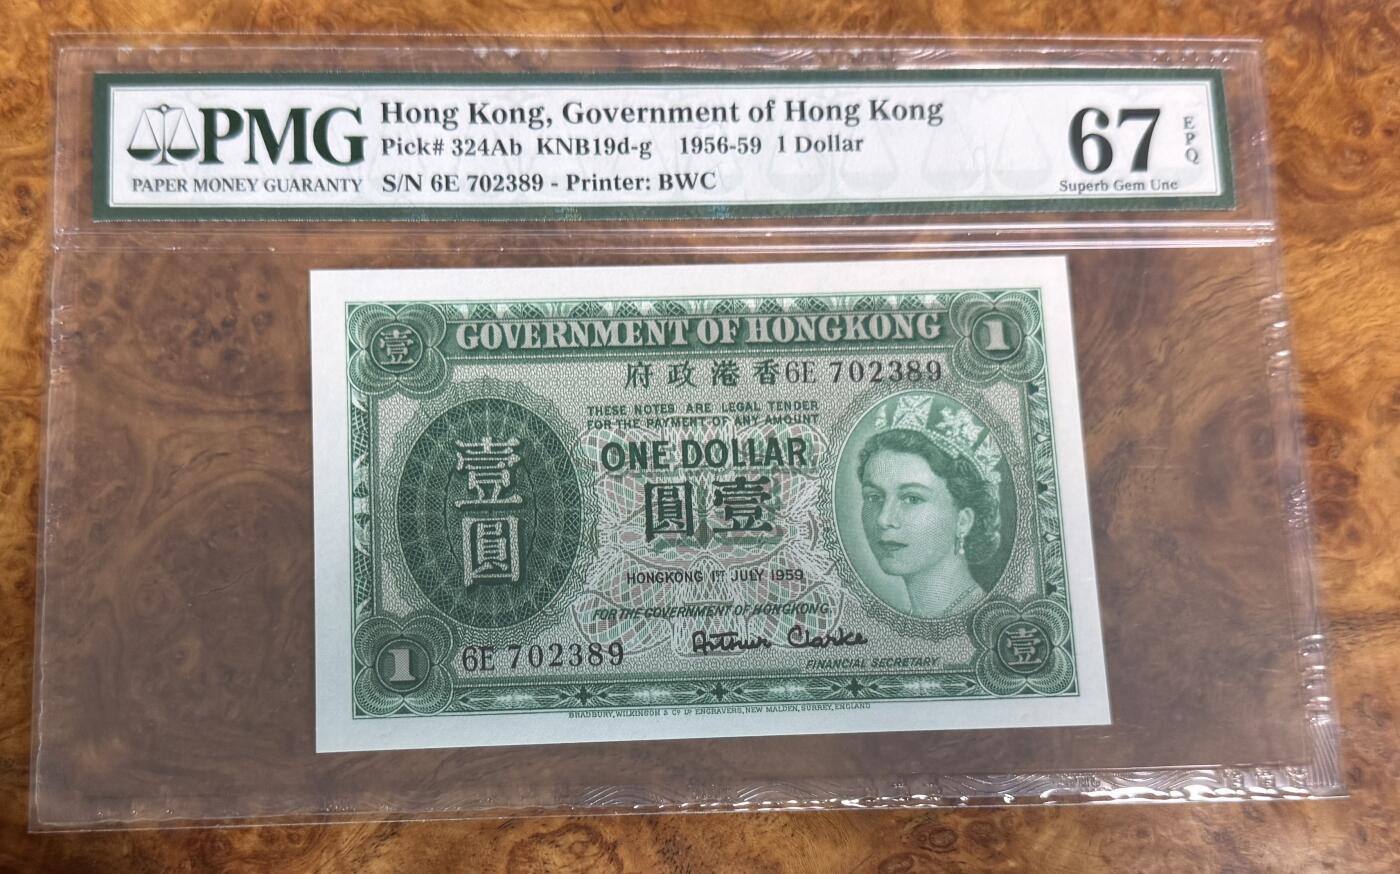 PMG
PAPER MONEY GUARANTY
Hong Kong, Government of Hong Kong
Pick# 324Ab KNB19d-g 1956-59 1 Dollar
S/N 6E 702389 - Printer: BWC
67
EPQ
Superb Gem Unc
壹
GOVERNMENT OF HONGKONG
1
府政港香 6E 702389
THESE NOTES ARE LEGAL TENDER
FOR THE PAYMENT OF ANY AMOUNT
ONE DOLLAR
圓壹
壹圓
HONGKONG 1ST JULY 1959
FOR THE GOVERNMENT OF HONGKONG
6E 702389
Arthur Clarke
FINANCIAL SECRETARY
1
壹
BRADBURY, WILKINSON & Co Ld ENGRAVERS, NEW MALDEN, SURREY, ENGLAND